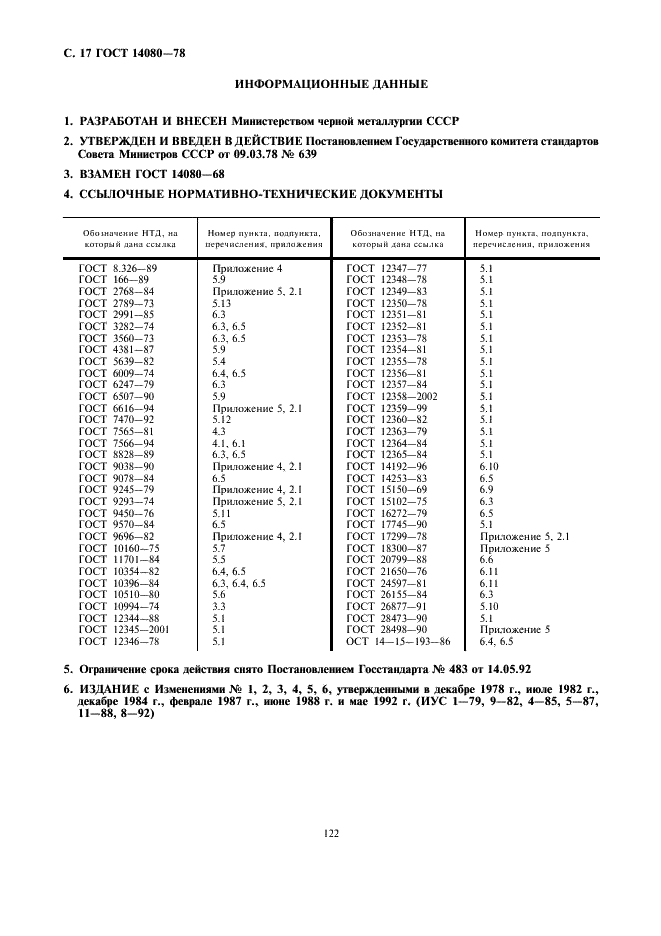 С. 17 ГОСТ 14080—78
ИНФОРМАЦИОННЫЕ ДАННЫЕ
1. РАЗРАБОТАН И ВНЕСЕН Министерством черной металлургии СССР
2. УТВЕРЖДЕН И ВВЕДЕН В ДЕЙСТВИЕ Постановлением Государственного комитета стандартов
Совета Министров СССР от 09.03.78 № 639
3. ВЗАМЕН ГОСТ 14080—68
4. ССЫЛОЧНЫЕ НОРМАТИВНО-ТЕХНИЧЕСКИЕ ДОКУМЕНТЫ
Обозначение НТД, на Номер пункта, подпункта, Обозначение НТД, на Номер пункта, подпункта,
который дана ссылка перечисления, приложения который дана ссылка перечисления, приложения
ГОСТ 8.326—89 Приложение 4 ГОСТ 12347—77 5.1
ГОСТ 166—89 5.9 ГОСТ 12348—78 5.1
ГОСТ 2768—84 Приложение 5, 2.1 ГОСТ 12349—83 5.1
ГОСТ 2789—73 5.13 ГОСТ 12350—78 5.1
ГОСТ 2991—85 6.3 ГОСТ 12351—81 5.1
ГОСТ 3282—74 6.3, 6.5 ГОСТ 12352—81 5.1
ГОСТ 3560—73 6.3, 6.5 ГОСТ 12353—78 5.1
ГОСТ 4381—87 5.9 ГОСТ 12354—81 5.1
ГОСТ 5639—82 5.4 ГОСТ 12355—78 5.1
ГОСТ 6009—74 6.4, 6.5 ГОСТ 12356—81 5.1
ГОСТ 6247—79 6.3 ГОСТ 12357—84 5.1
ГОСТ 6507—90 5.9 ГОСТ 12358—2002 5.1
ГОСТ 6616—94 Приложение 5, 2.1 ГОСТ 12359—99 5.1
ГОСТ 7470—92 5.12 ГОСТ 12360—82 5.1
ГОСТ 7565—81 4.3 ГОСТ 12363—79 5.1
ГОСТ 7566—94 4.1, 6.1 ГОСТ 12364—84 5.1
ГОСТ 8828—89 6.3, 6.5 ГОСТ 12365—84 5.1
ГОСТ 9038—90 Приложение 4, 2.1 ГОСТ 14192—96 6.10
ГОСТ 9078—84 6.5 ГОСТ 14253—83 6.5
ГОСТ 9245—79 Приложение 4, 2.1 ГОСТ 15150—69 6.9
ГОСТ 9293—74 Приложение 5, 2.1 ГОСТ 15102—75 6.3
ГОСТ 9450—76 5.11 ГОСТ 16272—79 6.5
ГОСТ 9570—84 6.5 ГОСТ 17745—90 5.1
ГОСТ 9696—82 Приложение 4, 2.1 ГОСТ 17299—78 Приложение 5, 2.1
ГОСТ 10160—75 5.7 ГОСТ 18300—87 Приложение 5
ГОСТ 11701—84 5.5 ГОСТ 20799—88 6.6
ГОСТ 10354—82 6.4, 6.5 ГОСТ 21650—76 6.11
ГОСТ 10396—84 6.3, 6.4, 6.5 ГОСТ 24597—81 6.11
ГОСТ 10510—80 5.6 ГОСТ 26155—84 6.3
ГОСТ 10994—74 3.3 ГОСТ 26877—91 5.10
ГОСТ 12344—88 5.1 ГОСТ 28473—90 5.1
ГОСТ 12345—2001 5.1 ГОСТ 28498—90 Приложение 5
ГОСТ 12346—78 5.1 ОСТ 14—15—193—86 6.4, 6.5
5. Ограничение срока действия снято Постановлением Госстандарта № 483 от 14.05.92
6. ИЗДАНИЕ с Изменениями № 1, 2, 3, 4, 5, 6, утвержденными в декабре 1978 г., июле 1982 г.,
декабре 1984 г., феврале 1987 г., июне 1988 г. и мае 1992 г. (ИУС 1—79, 9—82, 4—85, 5—87,
11—88, 8—92)
122